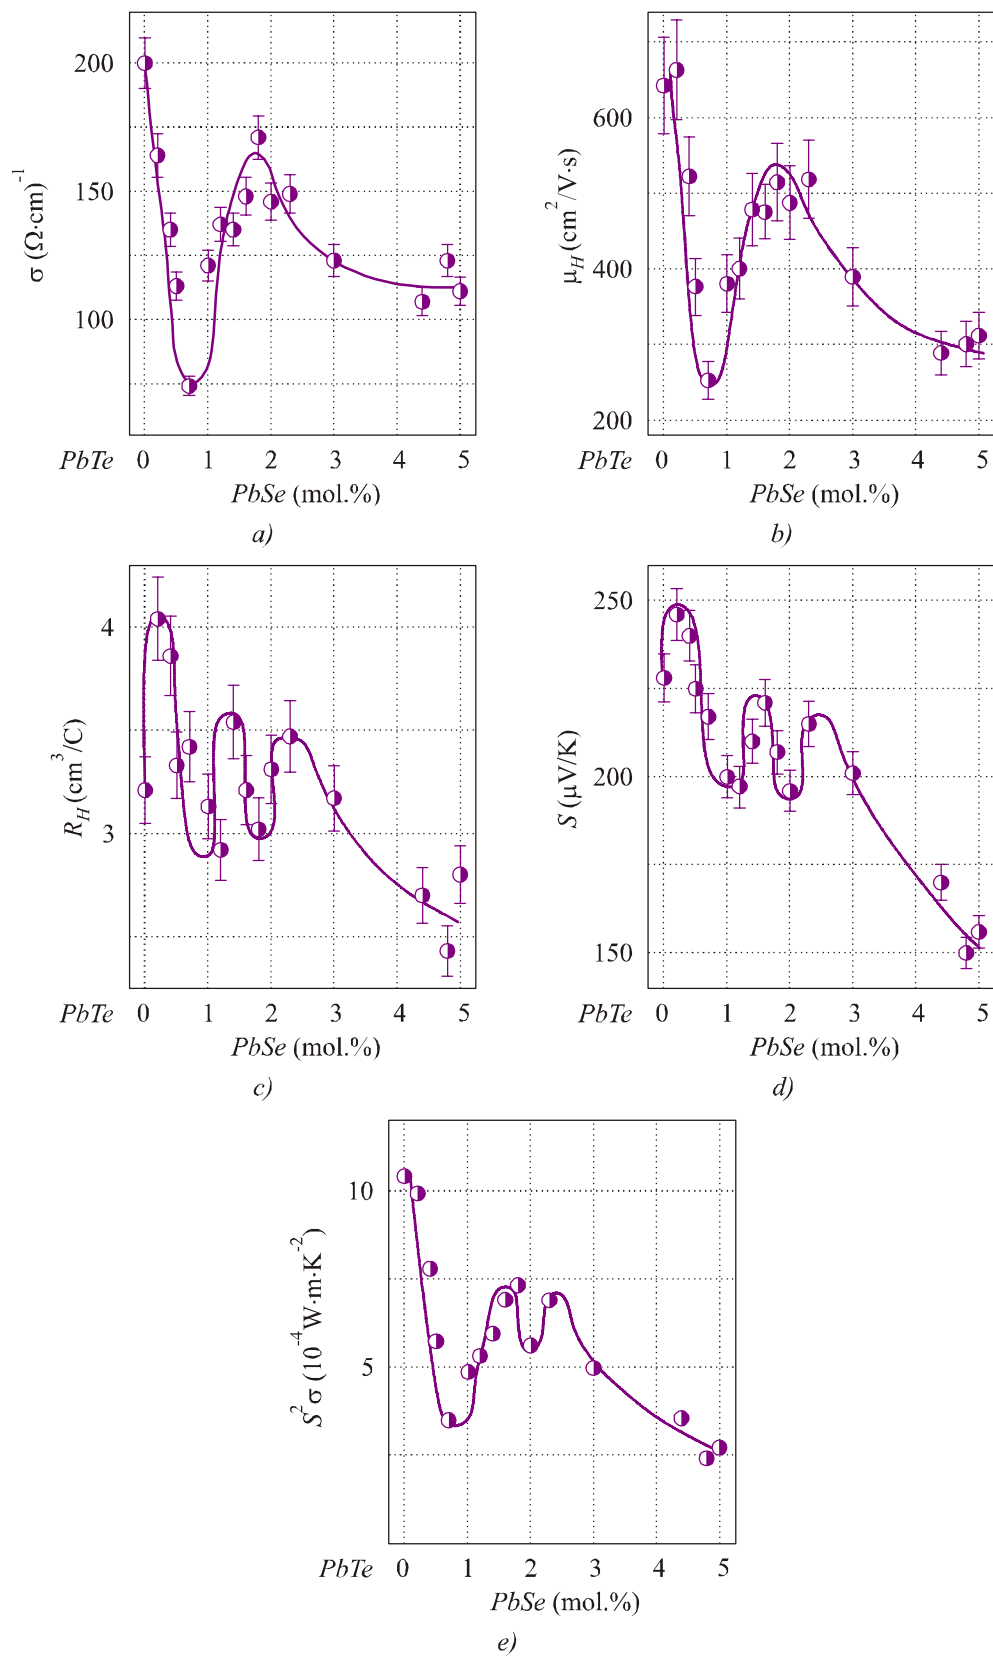 σ (Ω·cm)⁻¹
200
150
100
PbTe 0 1 2 3 4 5
PbSe (mol.%)
a)
μH (cm²/V·s)
600
400
200
PbTe 0 1 2 3 4 5
PbSe (mol.%)
b)
RH (cm³/C)
4
3
PbTe 0 1 2 3 4 5
PbSe (mol.%)
c)
S (μV/K)
250
200
150
PbTe 0 1 2 3 4 5
PbSe (mol.%)
d)
S²σ (10⁻⁴W·m·K⁻²)
10
5
PbTe 0 1 2 3 4 5
PbSe (mol.%)
e)